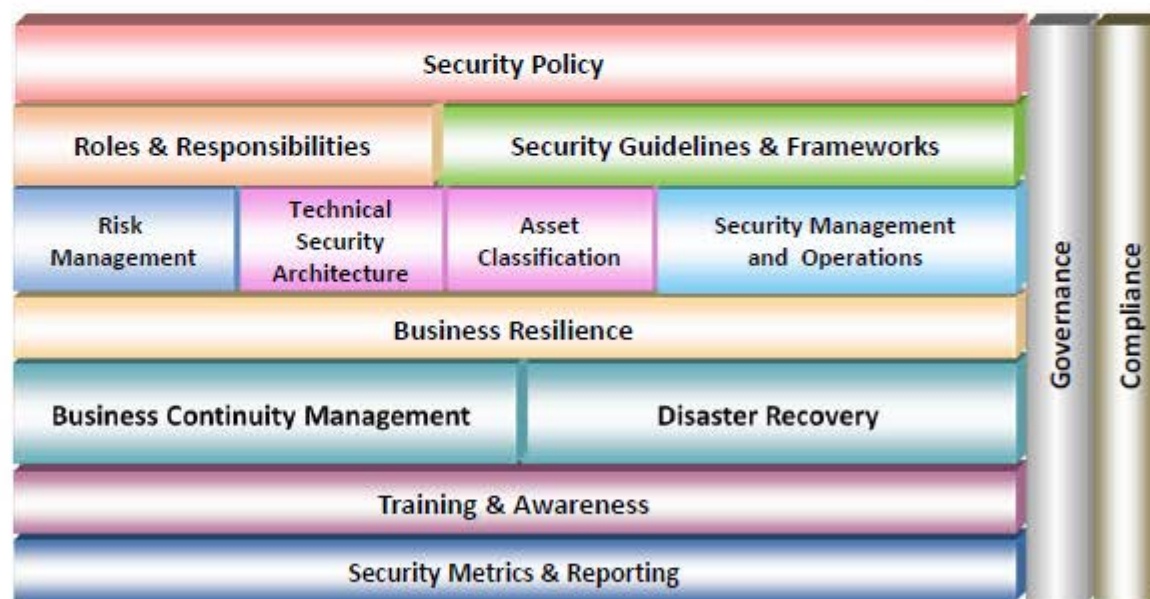 Security Policy
Roles & Responsibilities
Security Guidelines & Frameworks
Risk
Management
Technical
Security
Architecture
Asset
Classification
Security Management
and Operations
Business Resilience
Business Continuity Management
Disaster Recovery
Training & Awareness
Security Metrics & Reporting
Governance
Compliance